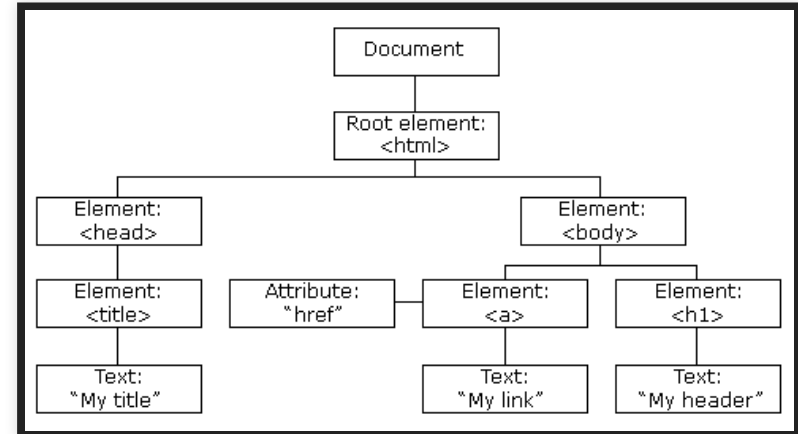 Document
Root element:
<html>
Element:
<head>
Element:
<body>
Element:
<title>
Attribute:
“href”
Element:
<a>
Element:
<h1>
Text:
“My title”
Text:
“My link”
Text:
“My header”